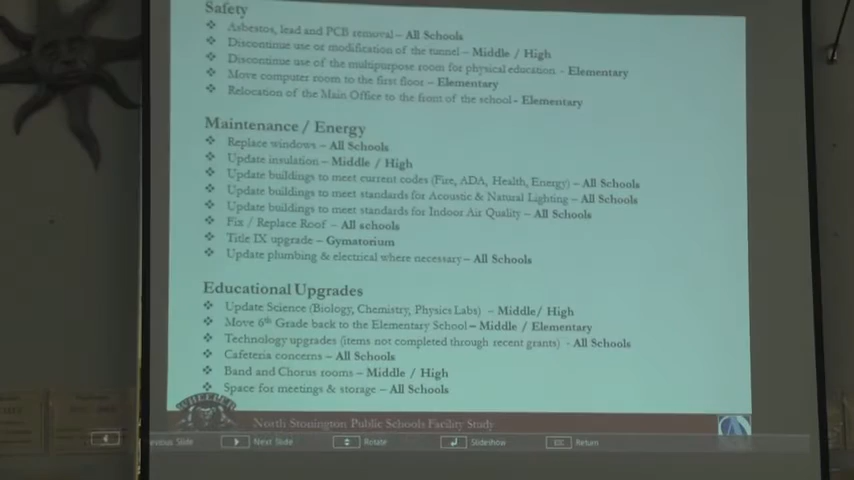 Safety
❖ Asbestos, lead and PCB removal – All Schools
❖ Discontinue use or modification of the tunnel – Middle / High
❖ Discontinue use of the multipurpose room for physical education - Elementary
❖ Move computer room to the first floor – Elementary
❖ Relocation of the Main Office to the front of the school - Elementary
Maintenance / Energy
❖ Replace windows – All Schools
❖ Update insulation – Middle / High
❖ Update buildings to meet current codes (Fire, ADA, Health, Energy) – All Schools
❖ Update buildings to meet standards for Acoustic & Natural Lighting – All Schools
❖ Update buildings to meet standards for Indoor Air Quality – All Schools
❖ Fix / Replace Roof – All schools
❖ Title IX upgrade – Gymatorium
❖ Update plumbing & electrical where necessary – All Schools
Educational Upgrades
❖ Update Science (Biology, Chemistry, Physics Labs) – Middle/ High
❖ Move 6th Grade back to the Elementary School – Middle / Elementary
❖ Technology upgrades (items not completed through recent grants) - All Schools
❖ Cafeteria concerns – All Schools
❖ Band and Chorus rooms – Middle / High
❖ Space for meetings & storage – All Schools
WHEELER
North Stonington Public Schools Facility Study
evious Slide Next Slide Rotate Slideshow ESC Return